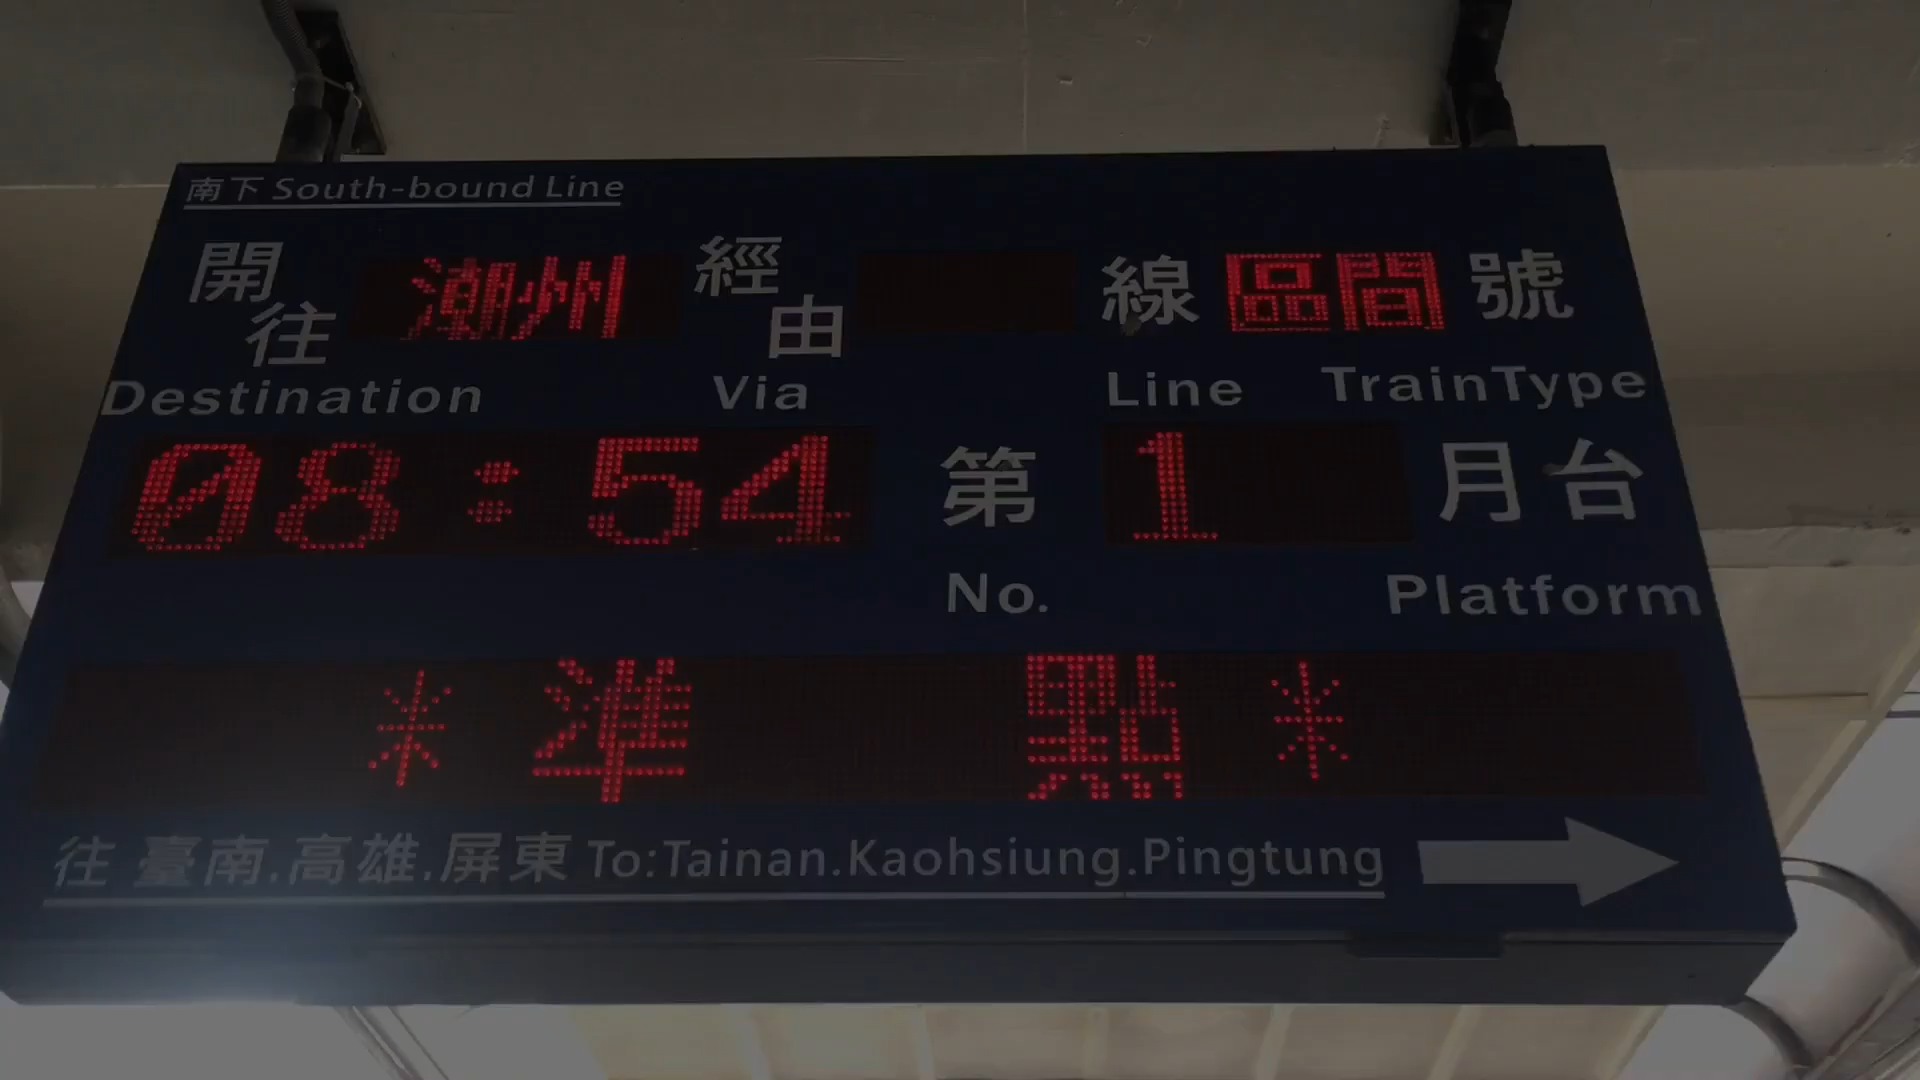 南下 South-bound Line
開往 潮州 經由 線 區間 號
Destination Via Line TrainType
08:54 第 1 月台
No. Platform
*準 點*
往 臺南.高雄.屏東 To:Tainan.Kaohsiung.Pingtung